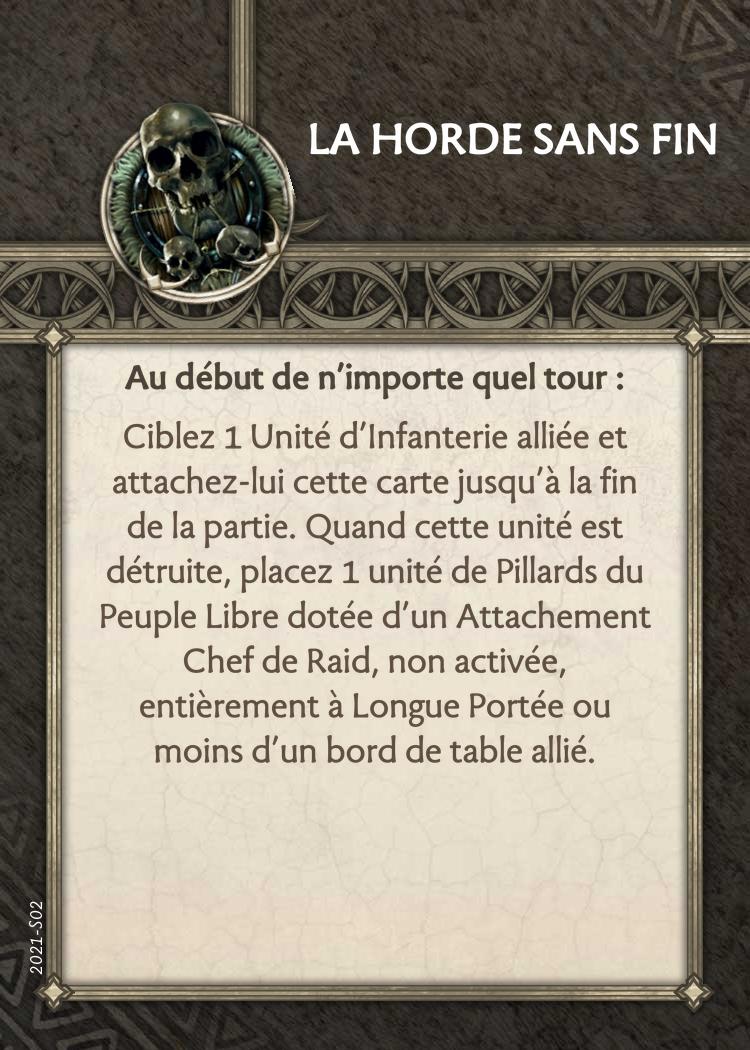 LA HORDE SANS FIN
Au début de n’importe quel tour :
Ciblez 1 Unité d’Infanterie alliée et
attachez-lui cette carte jusqu’à la fin
de la partie. Quand cette unité est
détruite, placez 1 unité de Pillards du
Peuple Libre dotée d’un Attachement
Chef de Raid, non activée,
entièrement à Longue Portée ou
moins d’un bord de table allié.
2021-S02